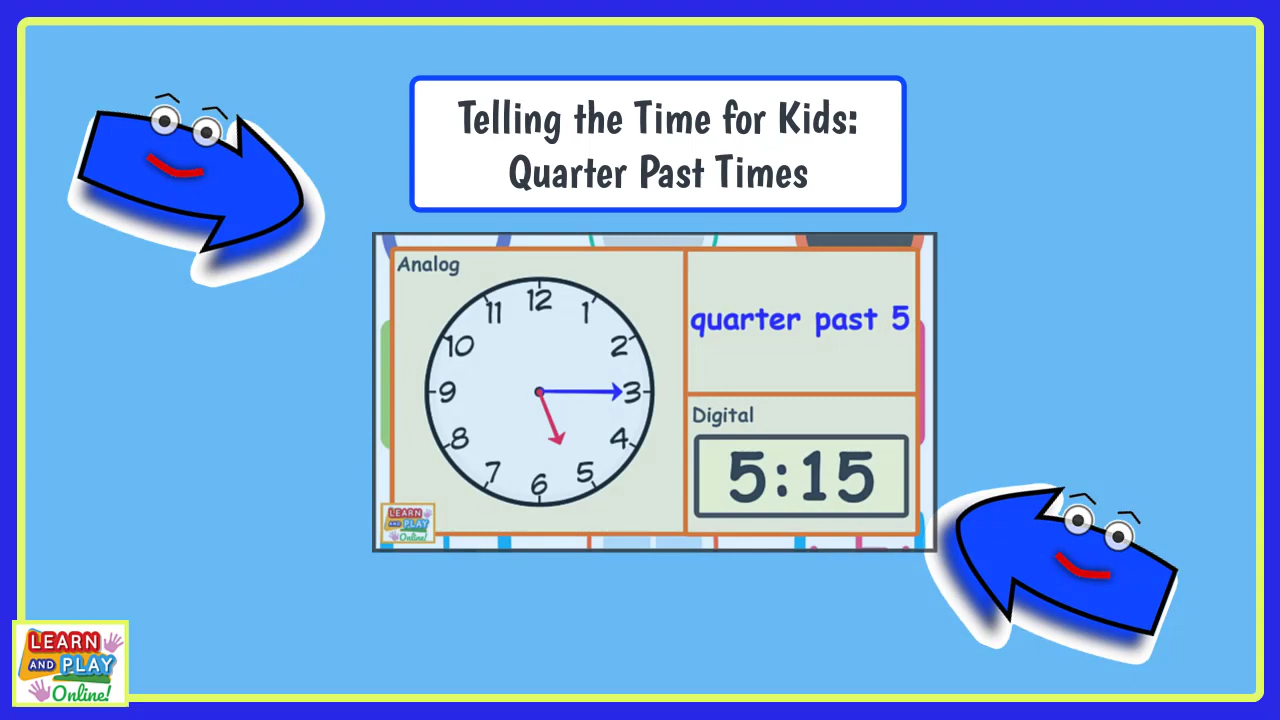 Telling the Time for Kids:
Quarter Past Times
Analog
12
11
1
10
2
9
3
8
4
7
5
6
quarter past 5
Digital
5:15
LEARN
AND PLAY
Online!
LEARN
AND PLAY
Online!